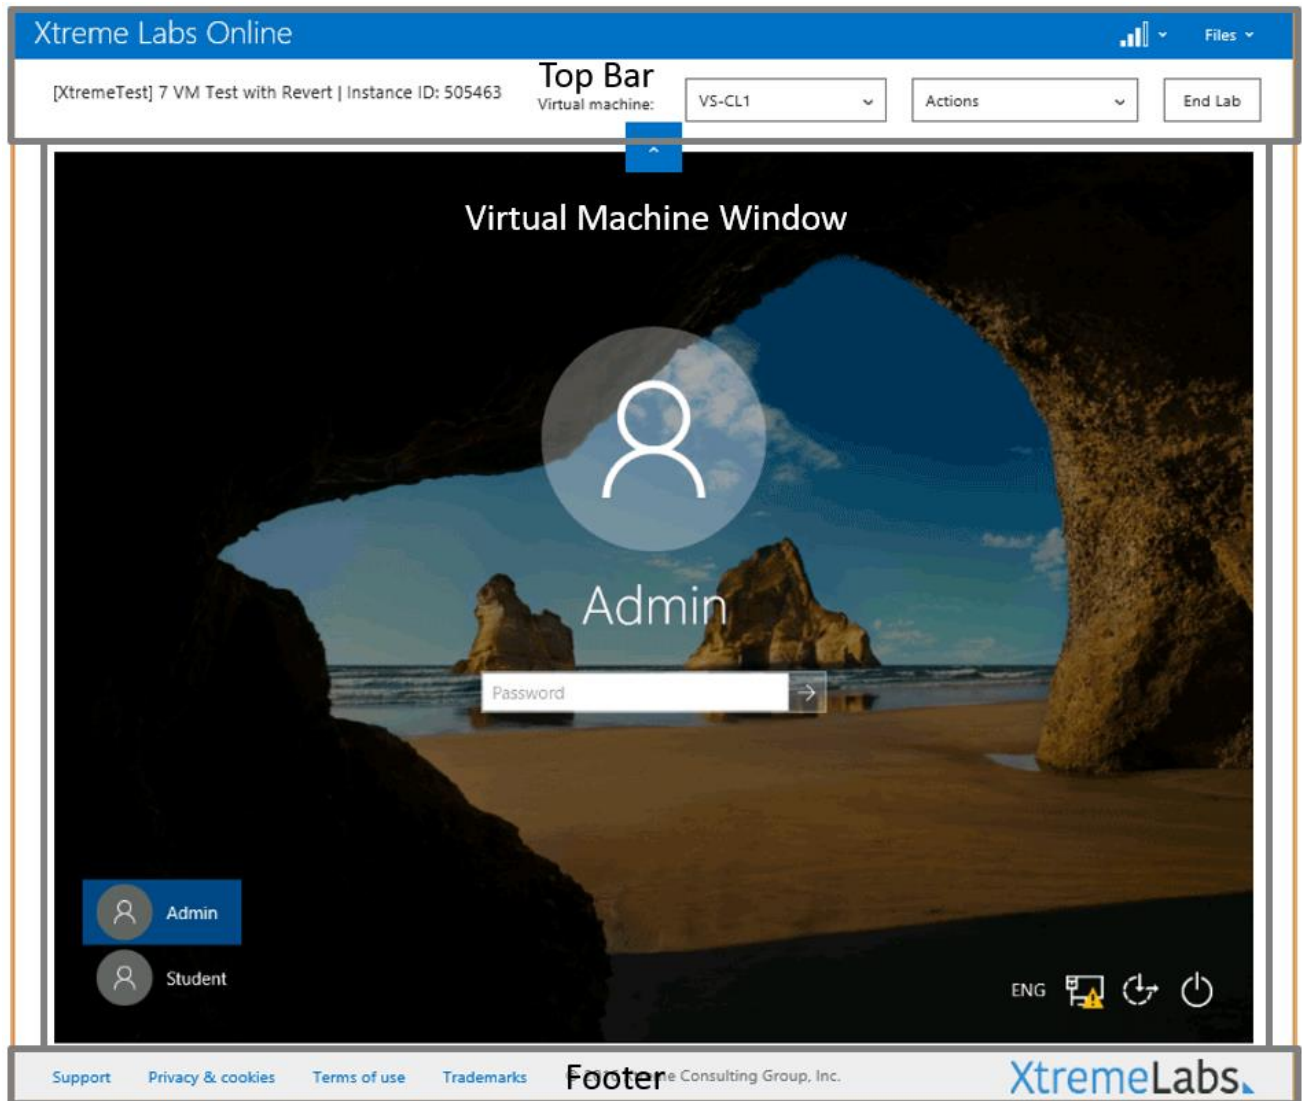 Xtreme Labs Online
Files
Top Bar
[XtremeTest] 7 VM Test with Revert | Instance ID: 505463
Virtual machine:
VS-CL1
Actions
End Lab
Virtual Machine Window
Admin
Password
Admin
Student
ENG
Support
Privacy & cookies
Terms of use
Trademarks
Footer
Consulting Group, Inc.
XtremeLabs